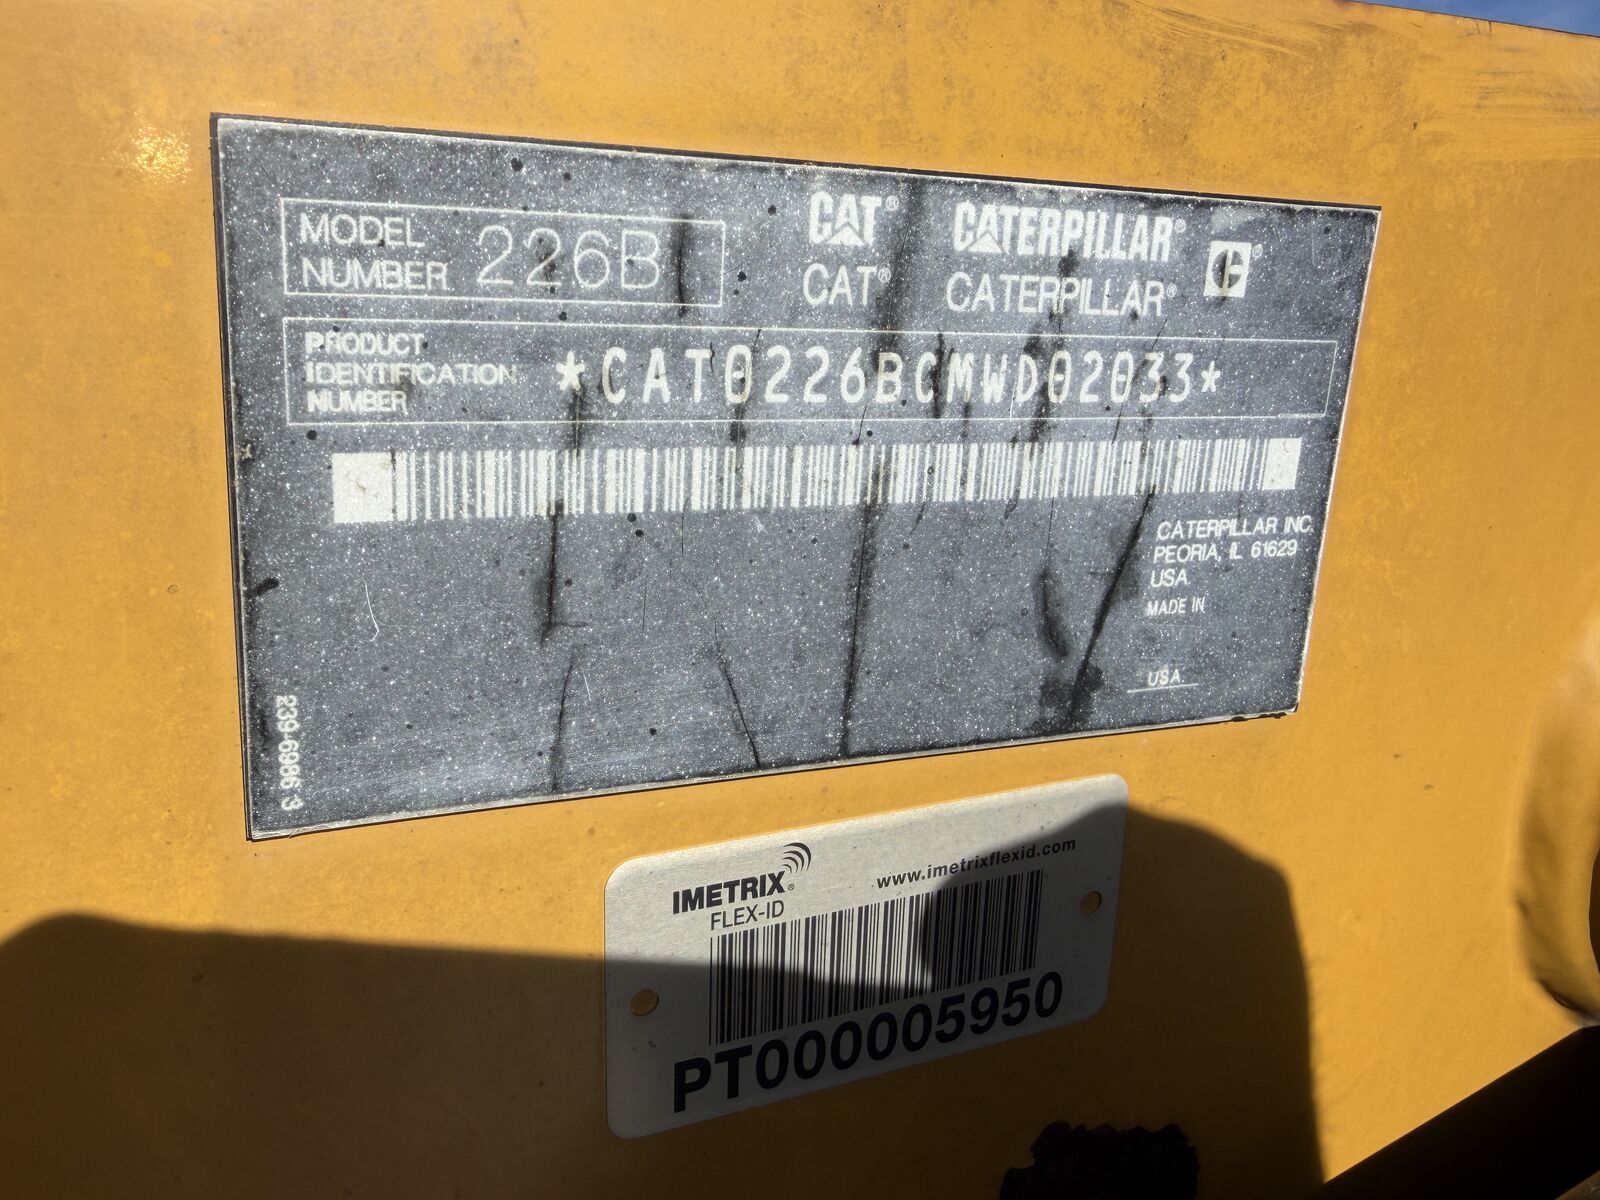 MODEL
NUMBER 226B
CAT® CATERPILLAR®
CAT® CATERPILLAR®
PRODUCT
IDENTIFICATION
NUMBER
*CAT0226BCMWD02033*
CATERPILLAR INC.
PEORIA, IL 61629
USA
MADE IN
USA
239-6986 3
IMETRIX®
FLEX-ID
www.imetrixflexid.com
PT000005950